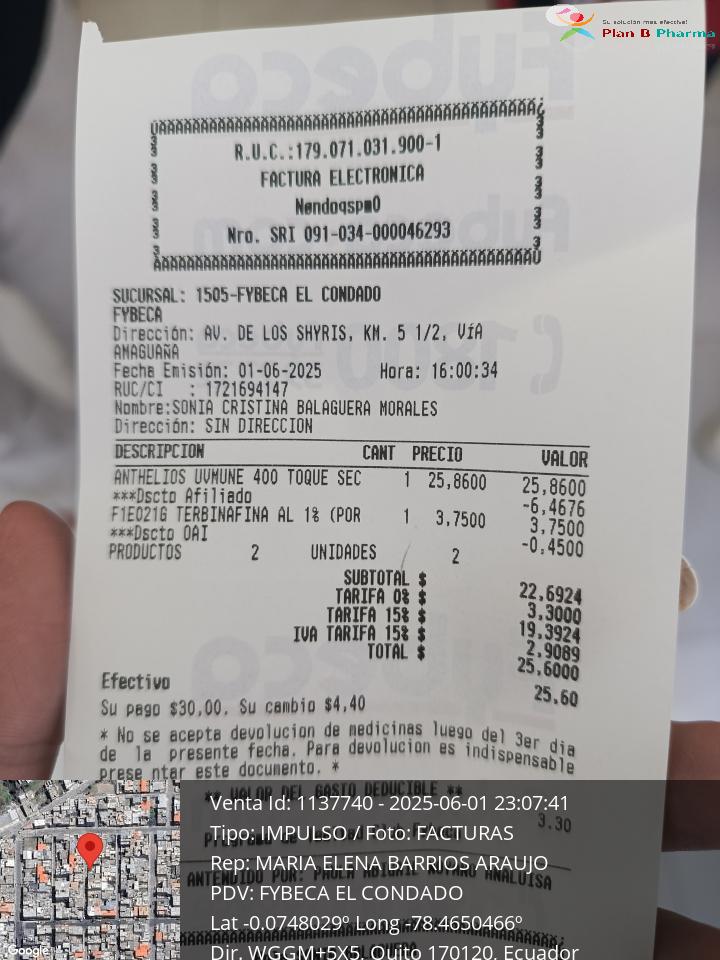 Su solución más efectiva!
Plan B Pharma
R.U.C.:179.071.031.900-1
FACTURA ELECTRONICA
Nro. SRI 091-034-000046293
SUCURSAL: 1505-FYBECA EL CONDADO
FYBECA
Dirección: AV. DE LOS SHYRIS, KM. 5 1/2, VíA
AMAGUAÑA
Fecha Emisión: 01-06-2025 Hora: 16:00:34
RUC/CI : 1721694147
Nombre:SONIA CRISTINA BALAGUERA MORALES
Dirección: SIN DIRECCION
DESCRIPCION CANT PRECIO VALOR
ANTHELIOS UVMUNE 400 TOQUE SEC 1 25,8600 25,8600
***Dscto Afiliado -6,4676
F1E021G TERBINAFINA AL 1% (POR 1 3,7500 3,7500
***Dscto OAI -0,4500
PRODUCTOS 2 UNIDADES 2
SUBTOTAL $ 22,6924
TARIFA 0% $ 3,3000
TARIFA 15% $ 19,3924
IVA TARIFA 15% $ 2,9089
TOTAL $ 25,6000
Efectivo 25.60
Su pago $30,00. Su cambio $4,40
* No se acepta devolucion de medicinas luego del 3er dia
de la presente fecha. Para devolucion es indispensable
prese ntar este documento. *
** VALOR DEL GASTO DEDUCIBLE **
3.30
Venta Id: 1137740 - 2025-06-01 23:07:41
Tipo: IMPULSO / Foto: FACTURAS
Rep: MARIA ELENA BARRIOS ARAUJO
PDV: FYBECA EL CONDADO
Lat -0.0748029º Long -78.4650466º
Dir. WGGM+5X5, Quito 170120, Ecuador
Google